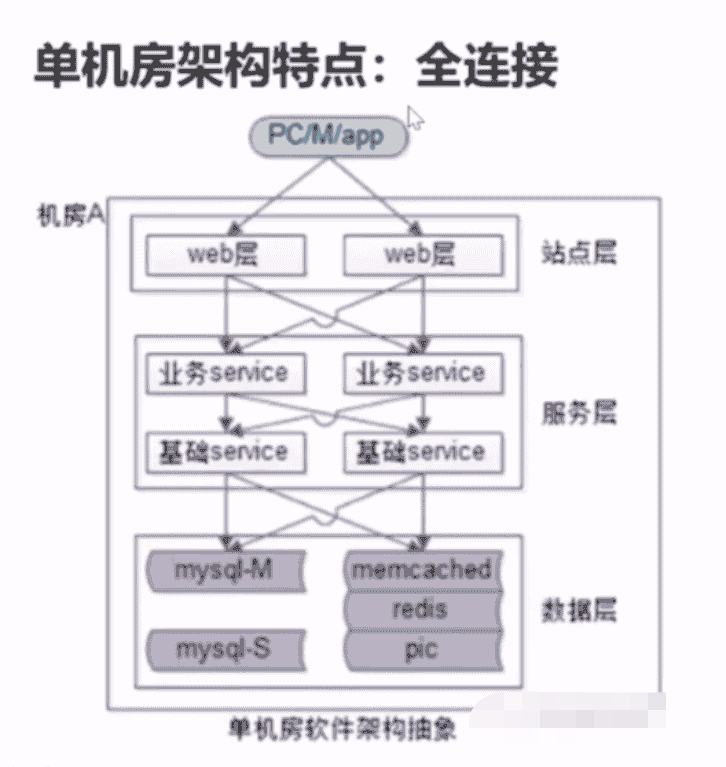 单机房架构特点：全连接
PC/M/app
机房A
web层
web层
站点层
业务service
业务service
服务层
基础service
基础service
mysql-M
memcached
redis
数据层
mysql-S
pic
单机房软件架构抽象